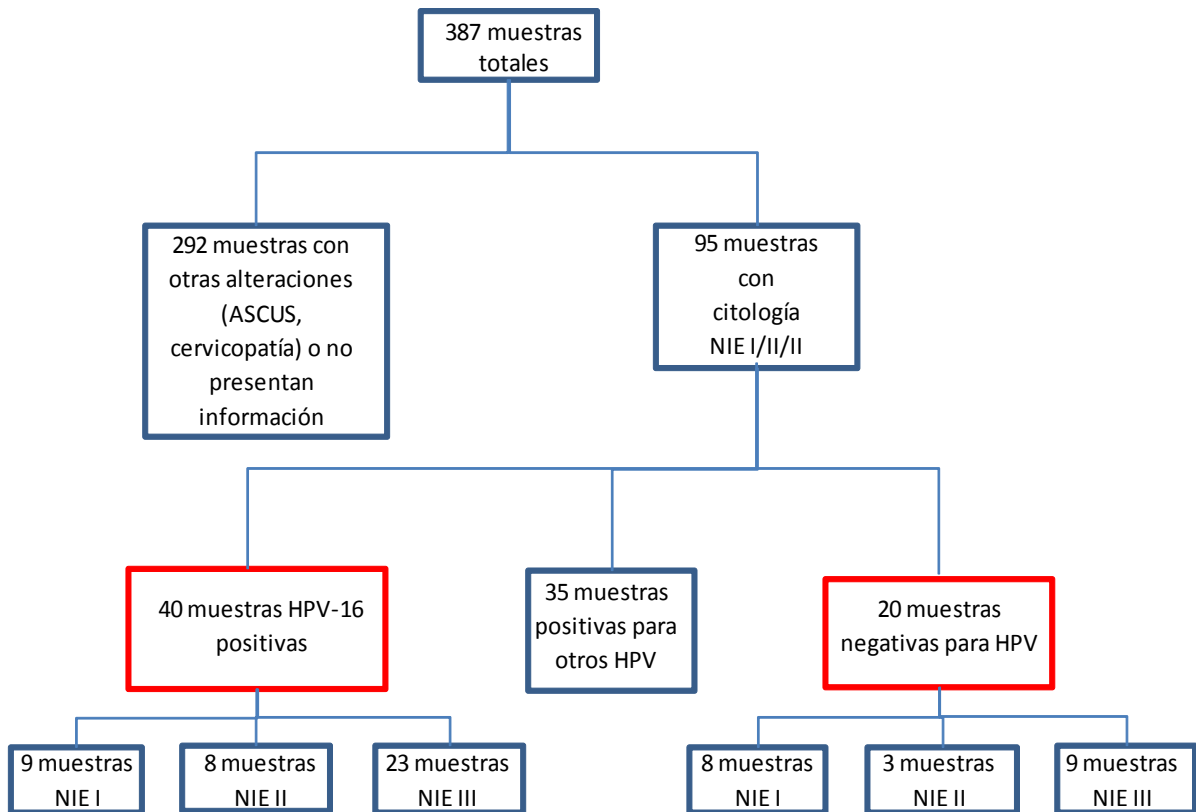 387 muestras
totales
292 muestras con
otras alteraciones
(ASCUS,
cervicopatía) o no
presentan
información
95 muestras
con
citología
NIE I/II/II
40 muestras HPV-16
positivas
35 muestras
positivas para
otros HPV
20 muestras
negativas para HPV
9 muestras
NIE I
8 muestras
NIE II
23 muestras
NIE III
8 muestras
NIE I
3 muestras
NIE II
9 muestras
NIE III